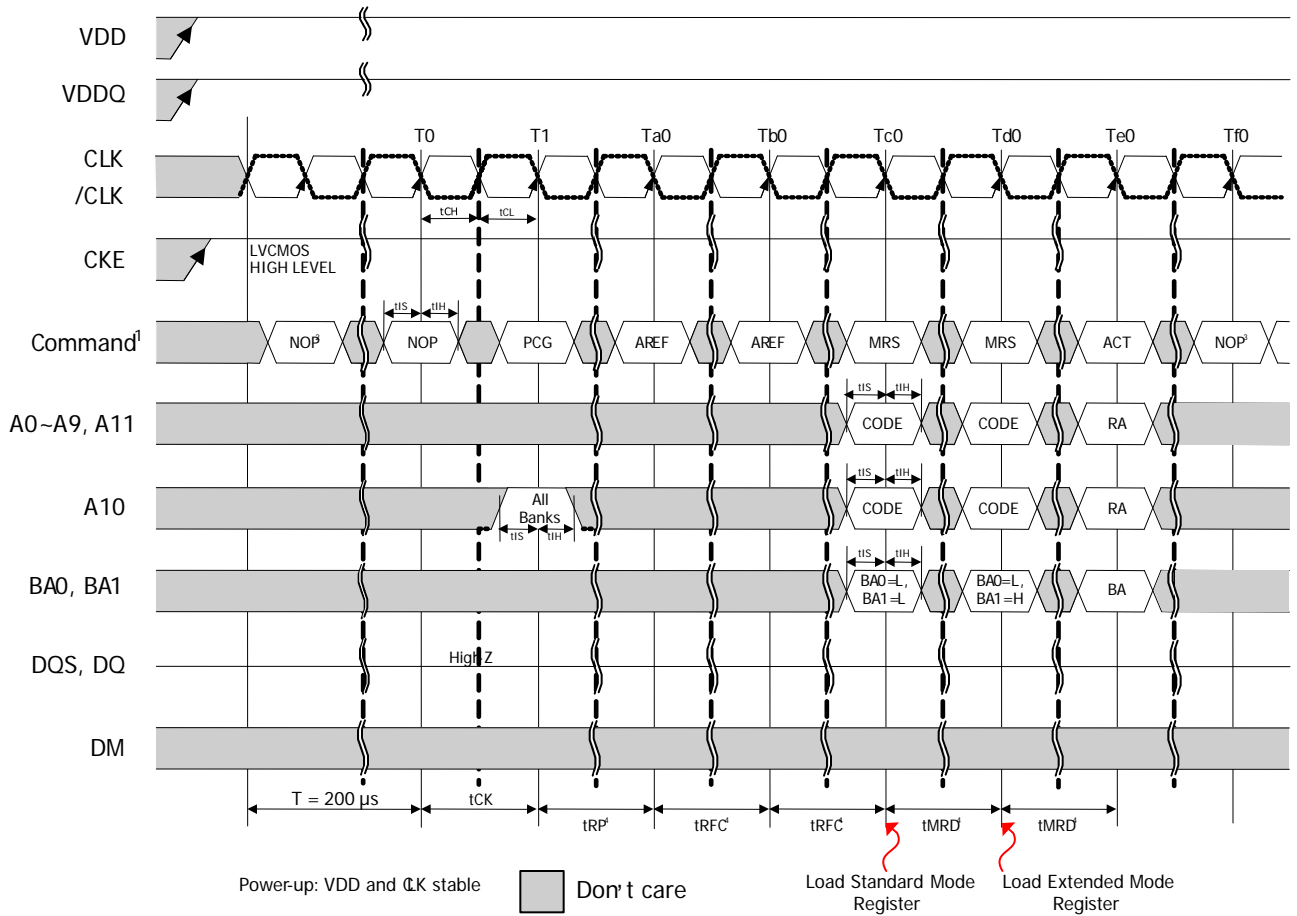 VDD
VDDQ
T0 T1 Ta0 Tb0 Tc0 Td0 Te0 Tf0
CLK
/CLK
tCH tCL
CKE
LVCMOS
HIGH LEVEL
tIS tIH
Command1 NOP3 NOP PCG AREF AREF MRS MRS ACT NOP3
tIS tIH
A0~A9, A11 CODE CODE RA
tIS tIH
A10 All
Banks CODE CODE RA
tIS tIH
tIS tIH
BA0, BA1 BA0=L,
BA1=L BA0=L,
BA1=H BA
DQS, DQ High-Z
DM
T = 200 µs tCK tRP4 tRFC4 tRFC4 tMRD4 tMRD4
Power-up: VDD and CLK stable
Don't care
Load Standard Mode
Register
Load Extended Mode
Register